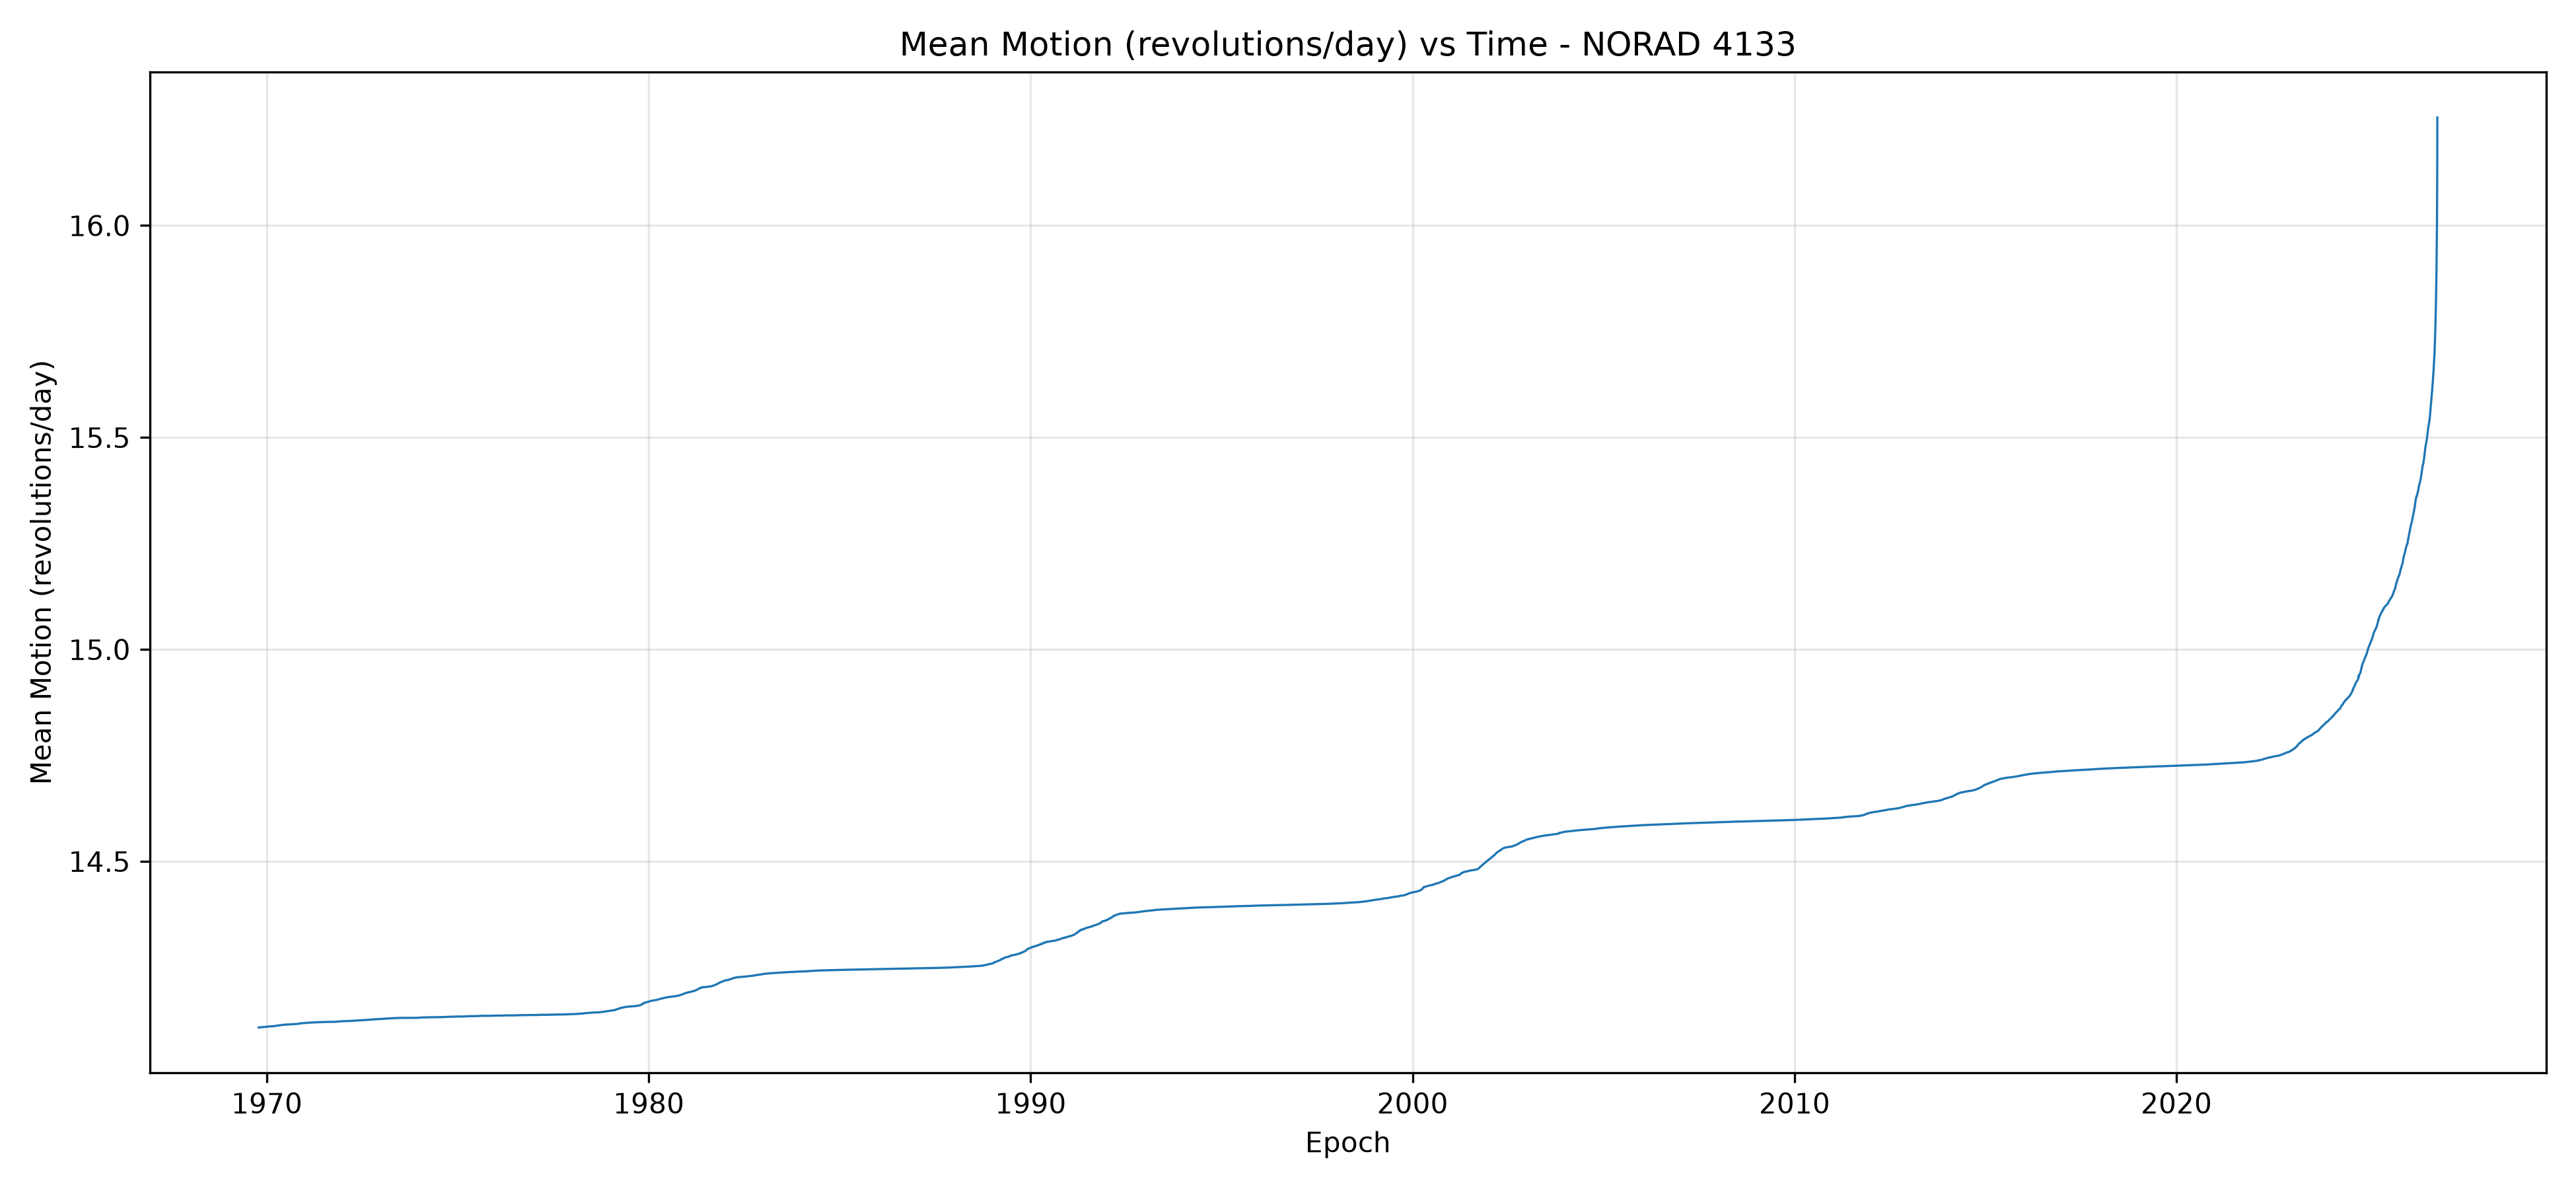 Mean Motion (revolutions/day) vs Time - NORAD 4133
Mean Motion (revolutions/day)
16.0
15.5
15.0
14.5
1970 1980 1990 2000 2010 2020
Epoch